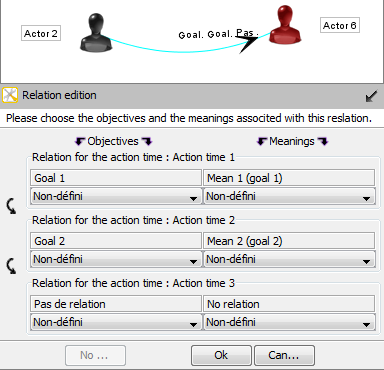 Actor 2
Goal. Goal. Pas.
Actor 6
Relation edition
Please choose the objectives and the meanings associted with this reslation.
Objectives Meanings
Relation for the action time : Action time 1
Goal 1 Mean 1 (goal 1)
Non-défini Non-défini
Relation for the action time : Action time 2
Goal 2 Mean 2 (goal 2)
Non-défini Non-défini
Relation for the action time : Action time 3
Pas de relation No relation
Non-défini Non-défini
No ... Ok Can...